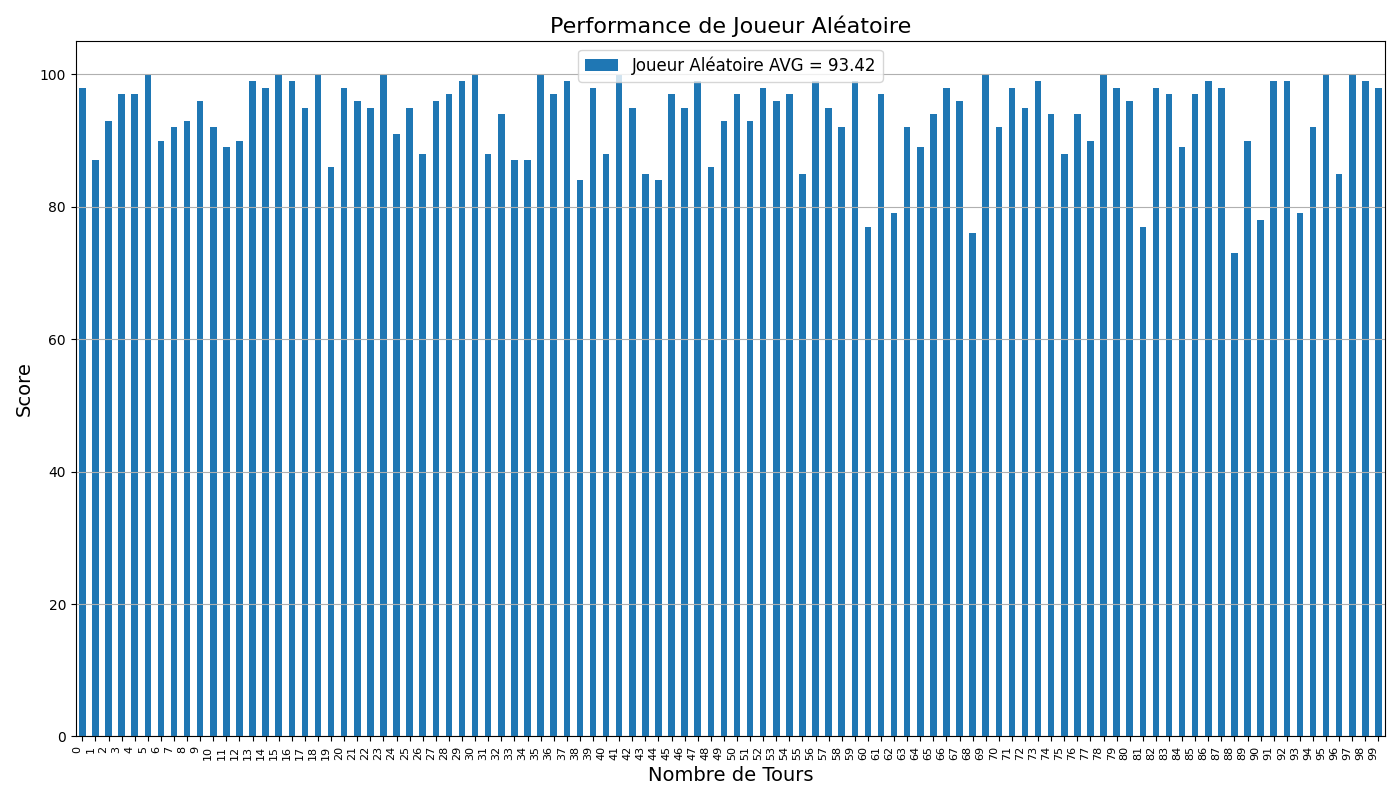 Performance de Joueur Aléatoire
Joueur Aléatoire AVG = 93.42
100
80
60
40
20
0
Score
0 1 2 3 4 5 6 7 8 9 10 11 12 13 14 15 16 17 18 19 20 21 22 23 24 25 26 27 28 29 30 31 32 33 34 35 36 37 38 39 40 41 42 43 44 45 46 47 48 49 50 51 52 53 54 55 56 57 58 59 60 61 62 63 64 65 66 67 68 69 70 71 72 73 74 75 76 77 78 79 80 81 82 83 84 85 86 87 88 89 90 91 92 93 94 95 96 97 98 99
Nombre de Tours